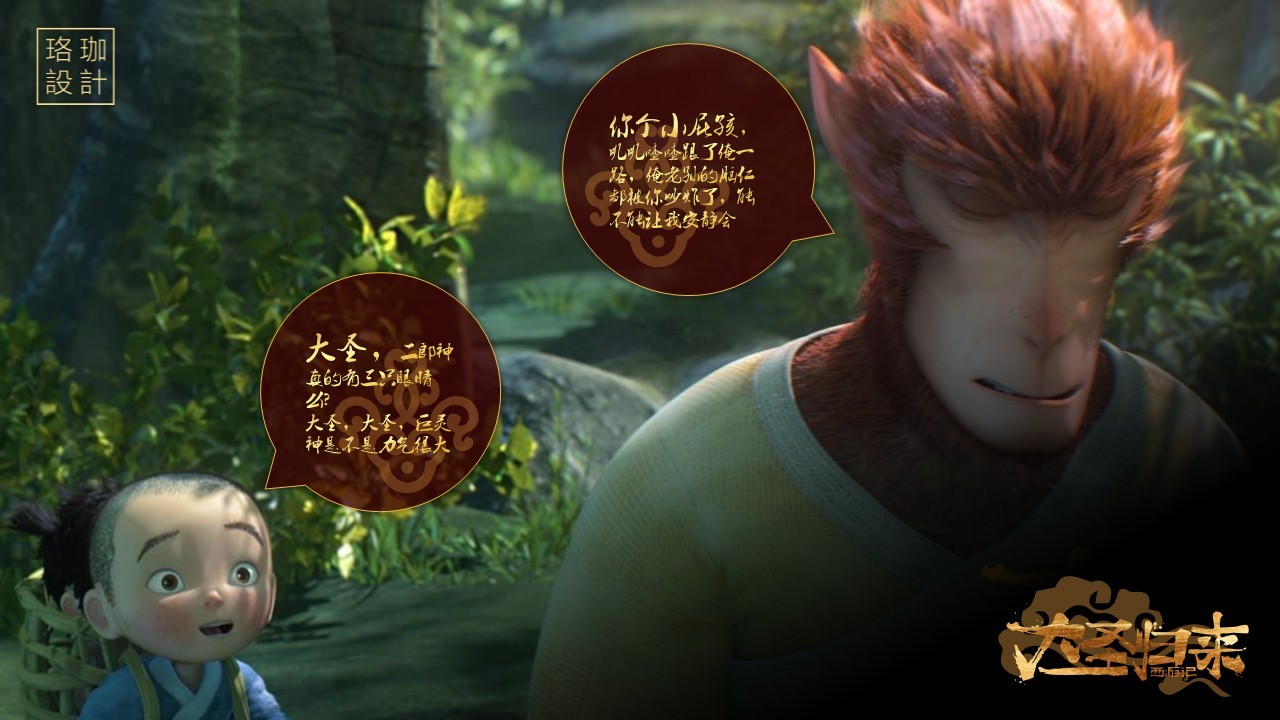 珞珈
設計
你个小屁孩，
叽叽喳喳跟了俺一
路，俺老孙的脑仁
都被你吵炸了，能
不能让我安静会
大圣，二郎神
真的有三只眼睛
么？
大圣，大圣，巨灵
神是不是力气很大
大圣归来
西游记